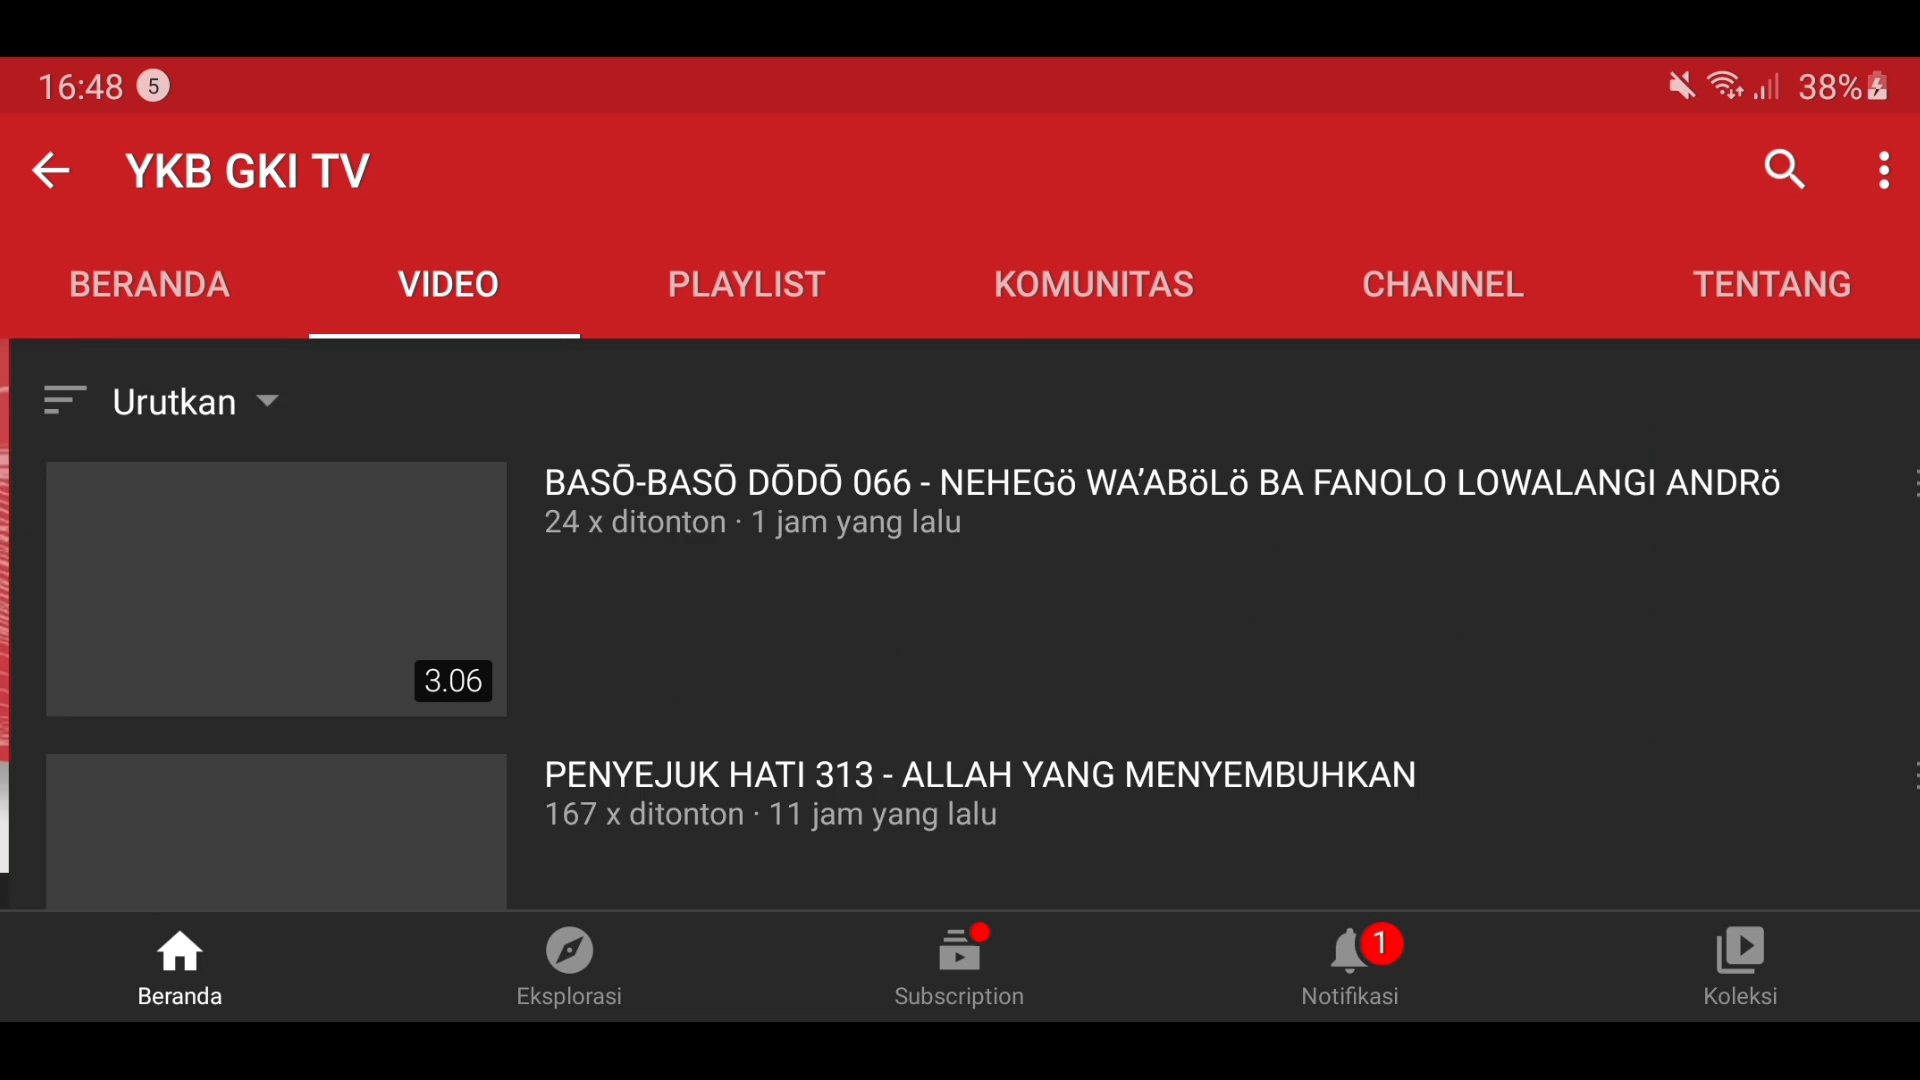 16:48 5 38%
YKB GKI TV
BERANDA VIDEO PLAYLIST KOMUNITAS CHANNEL TENTANG
Urutkan
BASŌ-BASŌ DŌDŌ 066 - NEHEGö WA’ABöLö BA FANOLO LOWALANGI ANDRö
24 x ditonton · 1 jam yang lalu
3.06
PENYEJUK HATI 313 - ALLAH YANG MENYEMBUHKAN
167 x ditonton · 11 jam yang lalu
1
Beranda Eksplorasi Subscription Notifikasi Koleksi